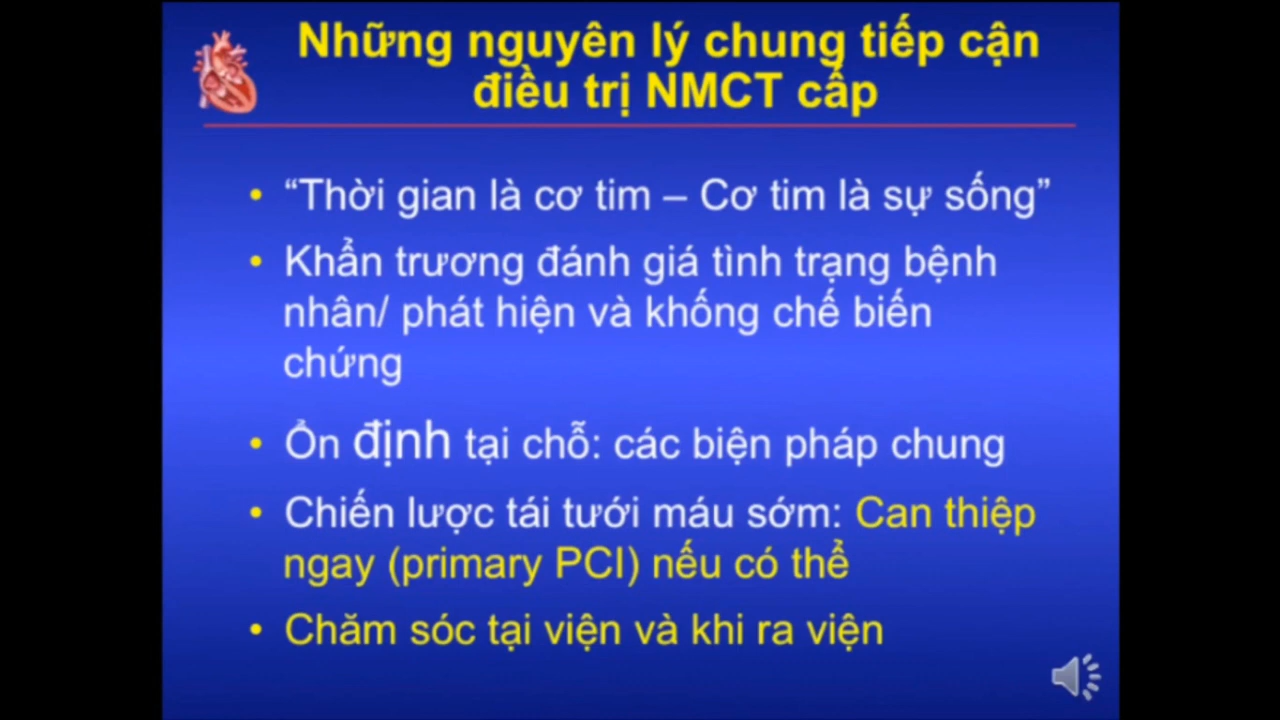 Những nguyên lý chung tiếp cận
điều trị NMCT cấp
• “Thời gian là cơ tim – Cơ tim là sự sống”
• Khẩn trương đánh giá tình trạng bệnh
nhân/ phát hiện và khống chế biến
chứng
• Ổn định tại chỗ: các biện pháp chung
• Chiến lược tái tưới máu sớm: Can thiệp
ngay (primary PCI) nếu có thể
• Chăm sóc tại viện và khi ra viện